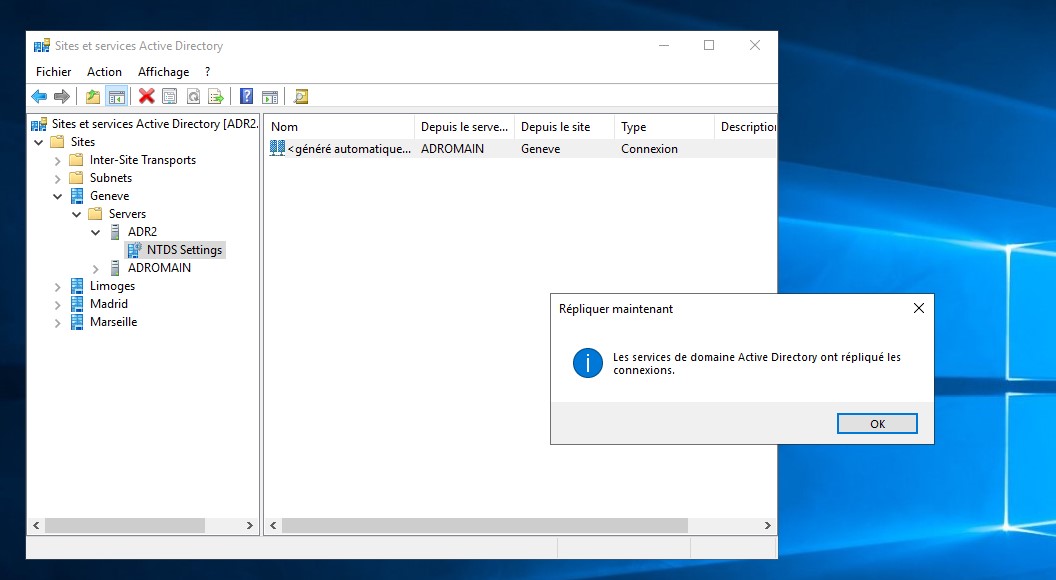 Sites et services Active Directory
Fichier Action Affichage ?
Sites et services Active Directory [ADR2.
Sites
Inter-Site Transports
Subnets
Geneve
Servers
ADR2
NTDS Settings
ADROMAIN
Limoges
Madrid
Marseille
Nom Depuis le serve... Depuis le site Type Description
<généré automatique... ADROMAIN Geneve Connexion
Répliquer maintenant
Les services de domaine Active Directory ont répliqué les
connexions.
OK